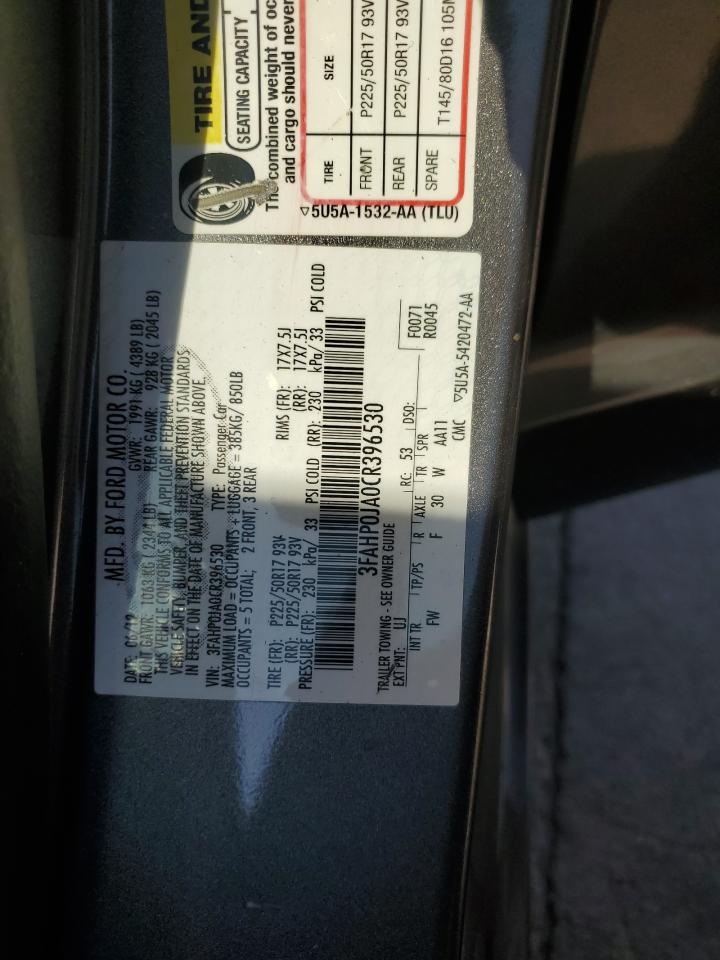 MFD. BY FORD MOTOR CO.
DATE: 06/12 GVWR: 1991 KG ( 4389 LB)
FRONT GAWR: 1063 KG ( 2341 LB) REAR GAWR: 928 KG ( 2045 LB)
THIS VEHICLE CONFORMS TO ALL APPLICABLE FEDERAL MOTOR
VEHICLE SAFETY, BUMPER, AND THEFT PREVENTION STANDARDS
IN EFFECT ON THE DATE OF MANUFACTURE SHOWN ABOVE.
VIN: 3FAHP0JA0CR396530 TYPE: Passenger Car
MAXIMUM LOAD = OCCUPANTS + LUGGAGE = 385KG/ 850LB
OCCUPANTS = 5 TOTAL; 2 FRONT, 3 REAR
TIRE (FR): P225/50R17 93V RIMS (FR): 17X7.5J
(RR): P225/50R17 93V (RR): 17X7.5J
PRESSURE (FR): 230 kPa/ 33 PSI COLD (RR): 230 kPa/ 33 PSI COLD
3FAHP0JA0CR396530
TRAILER TOWING - SEE OWNER GUIDE
EXT PNT: UJ RC: 53 DSO: F0071
R0045
INT TR TP/PS R AXLE TR SPR
FW F 30 W AA11
CMC ▽5U5A-5420472-AA
TIRE AND
SEATING CAPACITY
The combined weight of oc
and cargo should never
TIRE SIZE
FRONT P225/50R17 93V
REAR P225/50R17 93V
SPARE T145/80D16 105M
▽5U5A-1532-AA (TLU)